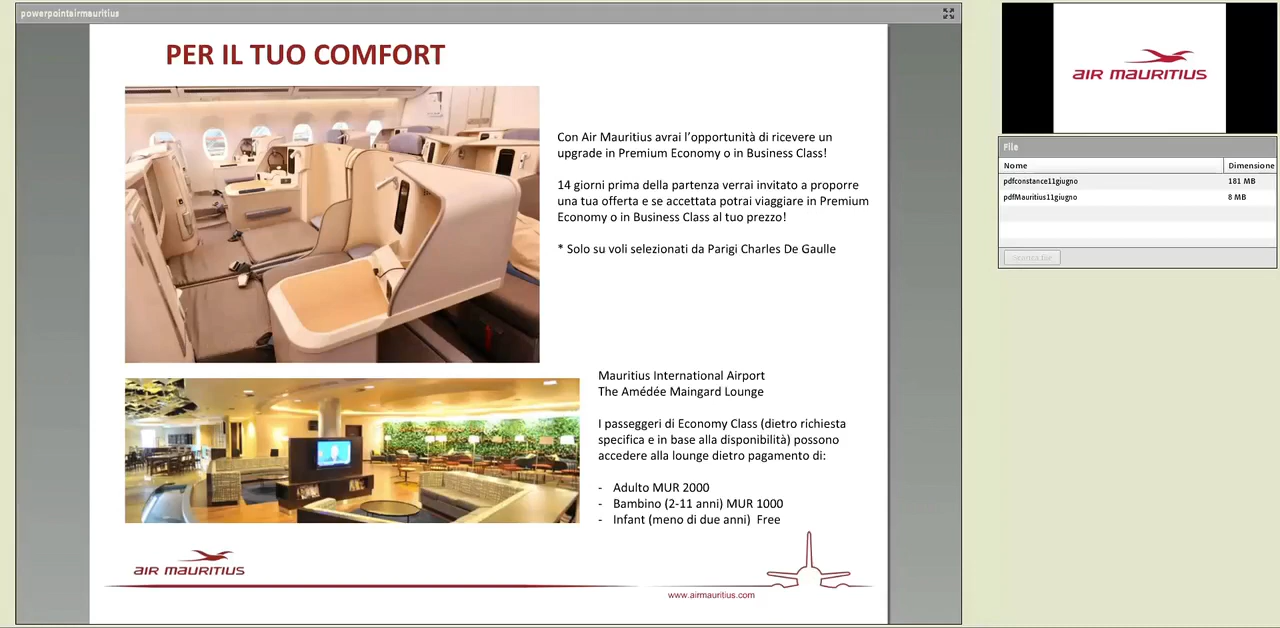 powerpointairmauritius
PER IL TUO COMFORT
Con Air Mauritius avrai l'opportunità di ricevere un
upgrade in Premium Economy o in Business Class!
14 giorni prima della partenza verrai invitato a proporre
una tua offerta e se accettata potrai viaggiare in Premium
Economy o in Business Class al tuo prezzo!
* Solo su voli selezionati da Parigi Charles De Gaulle
Mauritius International Airport
The Amédée Maingard Lounge
I passeggeri di Economy Class (dietro richiesta
specifica e in base alla disponibilità) possono
accedere alla lounge dietro pagamento di:
- Adulto MUR 2000
- Bambino (2-11 anni) MUR 1000
- Infant (meno di due anni) Free
AIR MAURITIUS
www.airmauritius.com
AIR MAURITIUS
File
Nome Dimensione
pdfconstance11giugno 181 MB
pdfMauritius11giugno 8 MB
Scarica file